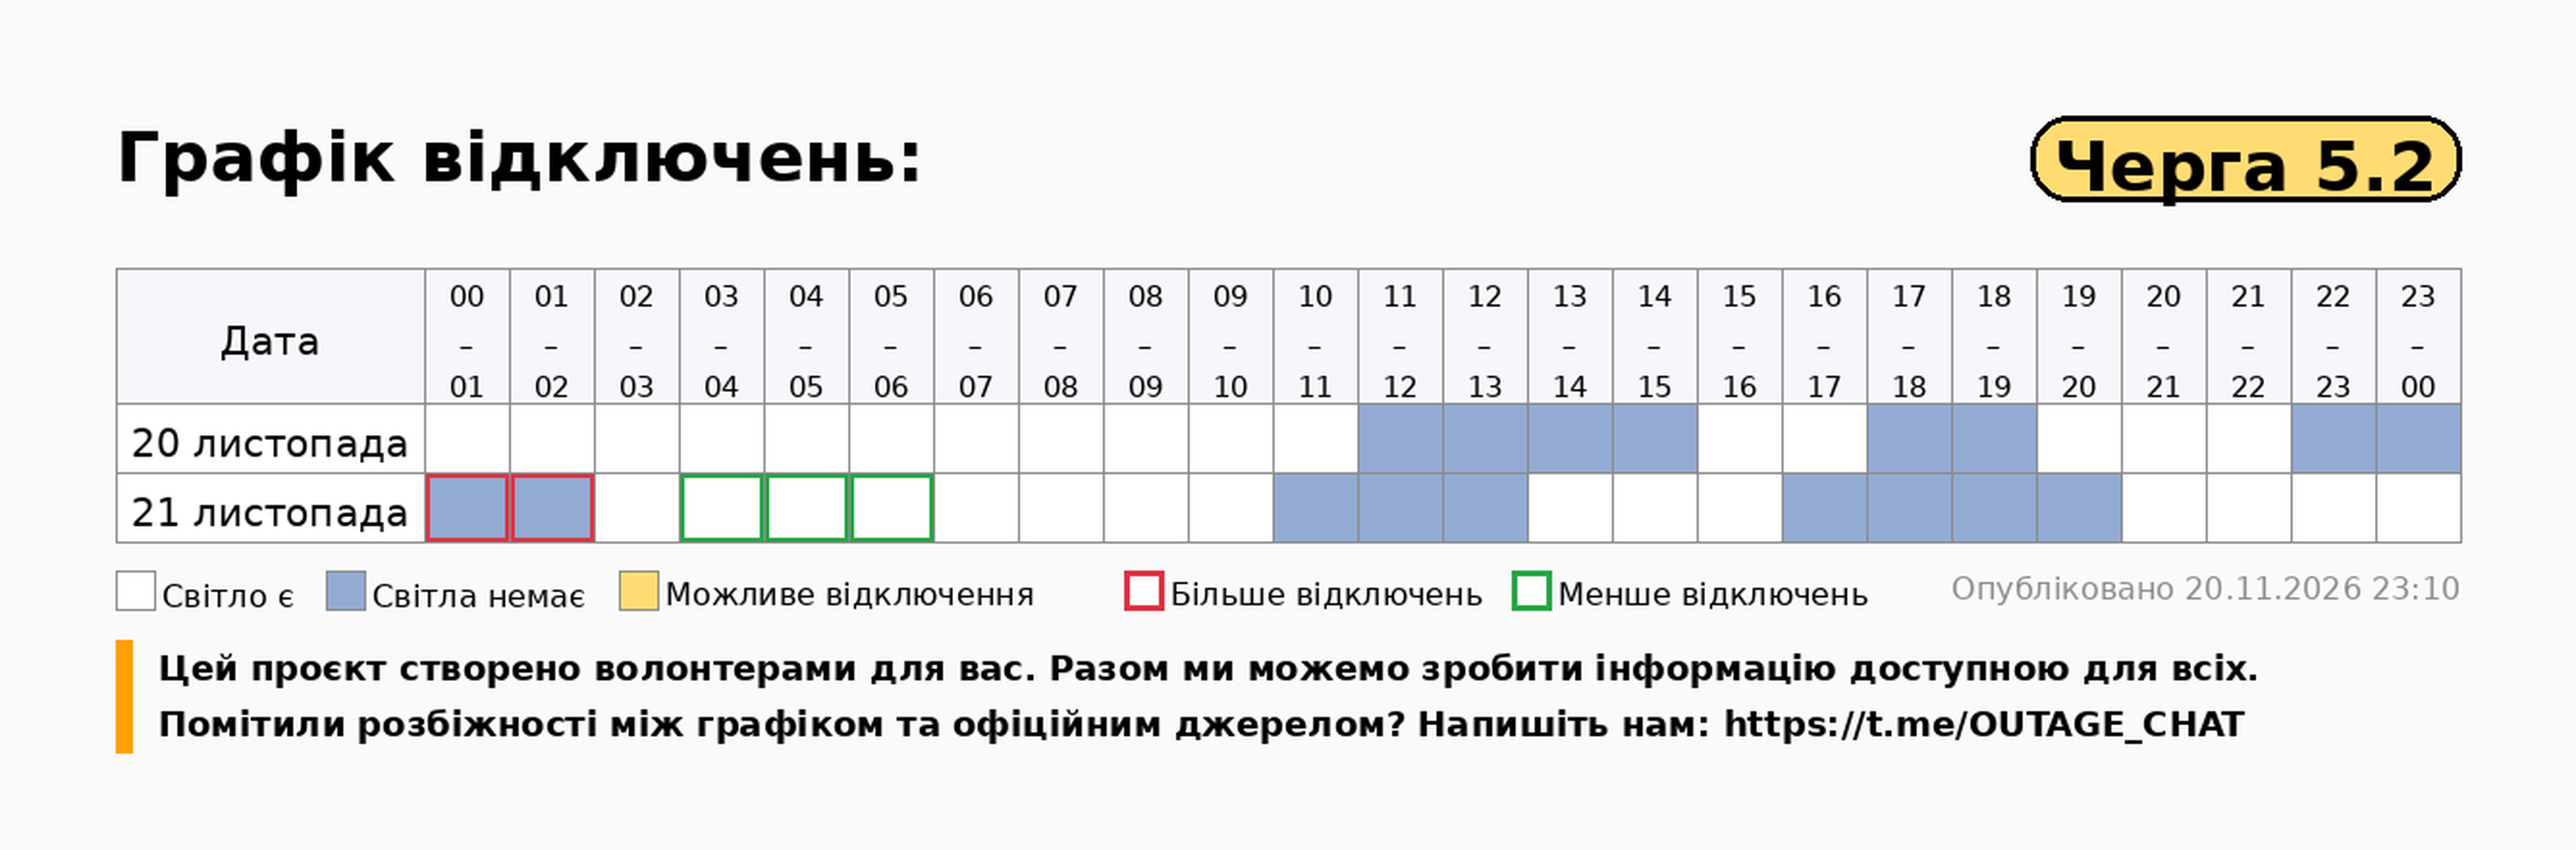 Графік відключень:
Черга 5.2
Дата
00 – 01
01 – 02
02 – 03
03 – 04
04 – 05
05 – 06
06 – 07
07 – 08
08 – 09
09 – 10
10 – 11
11 – 12
12 – 13
13 – 14
14 – 15
15 – 16
16 – 17
17 – 18
18 – 19
19 – 20
20 – 21
21 – 22
22 – 23
23 – 00
20 листопада
21 листопада
Світло є
Світла немає
Можливе відключення
Більше відключень
Менше відключень
Опубліковано 20.11.2026 23:10
Цей проєкт створено волонтерами для вас. Разом ми можемо зробити інформацію доступною для всіх.
Помітили розбіжності між графіком та офіційним джерелом? Напишіть нам: https://t.me/OUTAGE_CHAT